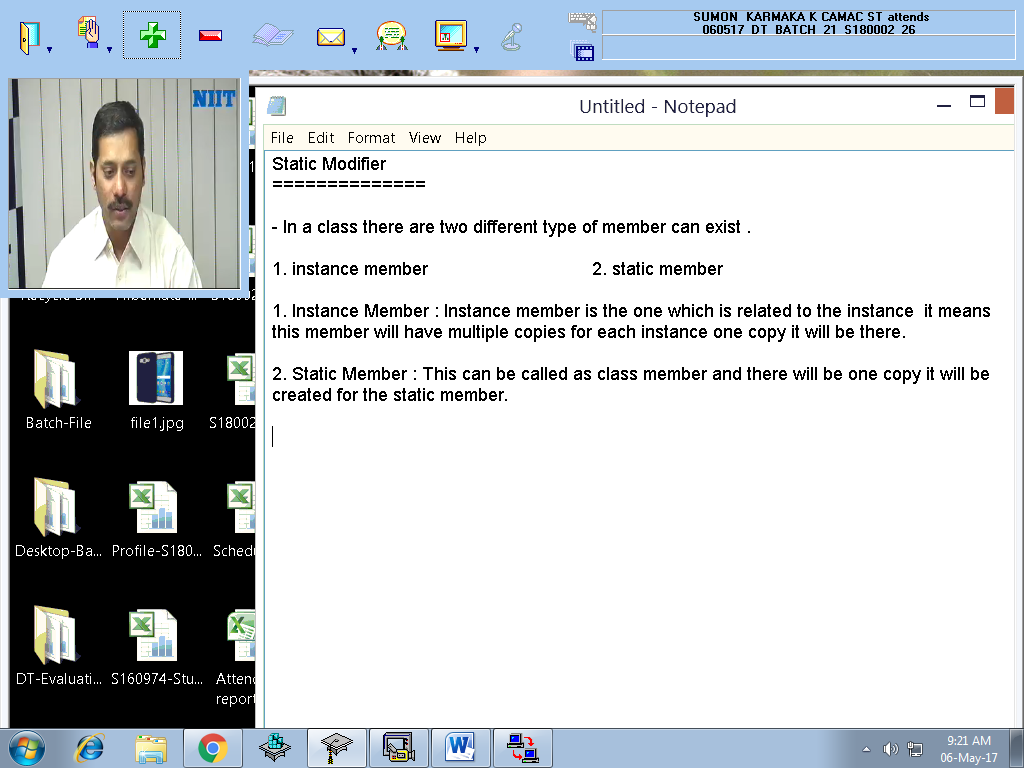 SUMON KARMAKA K CAMAC ST attends
060517 DT BATCH 21 S180002 26
NIIT
Untitled - Notepad
File Edit Format View Help
Static Modifier
==============
- In a class there are two different type of member can exist .
1. instance member 2. static member
1. Instance Member : Instance member is the one which is related to the instance it means
this member will have multiple copies for each instance one copy it will be there.
2. Static Member : This can be called as class member and there will be one copy it will be
created for the static member.
Batch-File file1.jpg S18002
Desktop-Ba... Profile-S180... Schedu
DT-Evaluati... S160974-Stu... Attend
report
9:21 AM
06-May-17